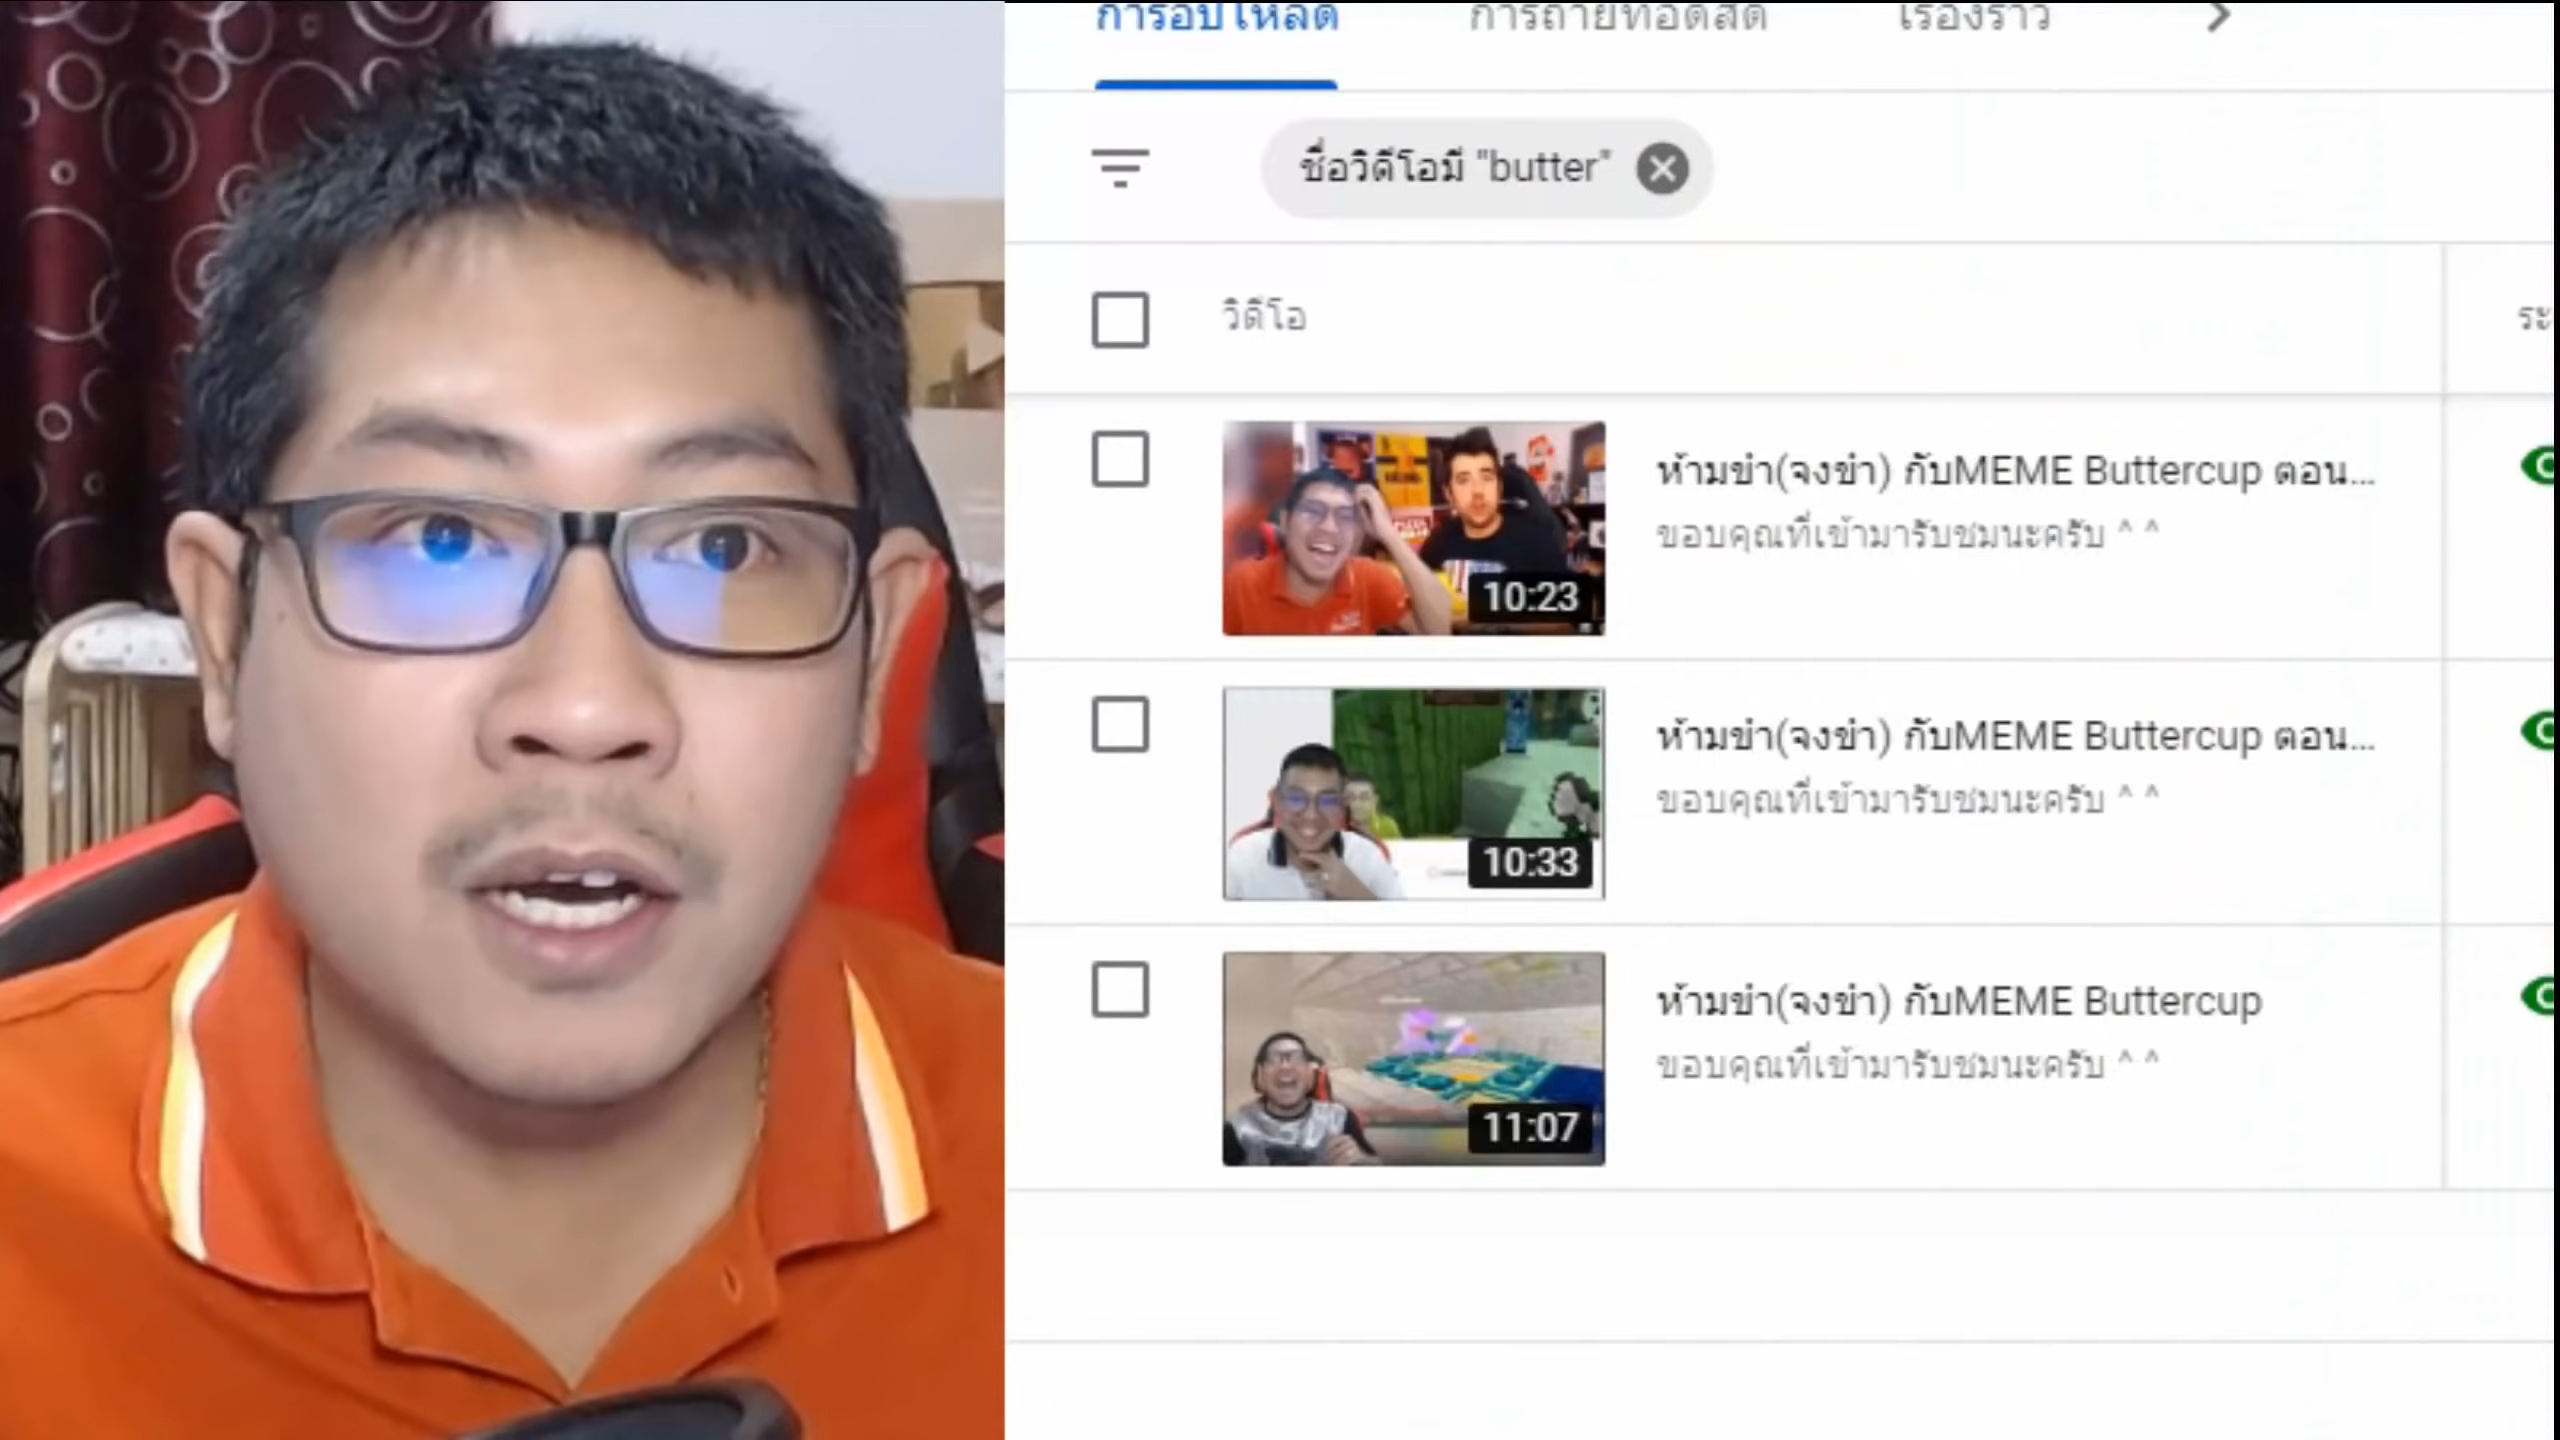 การอัปโหลด
การถ่ายทอดสด
เรื่องราว
ชื่อวิดีโอมี "butter"
วิดีโอ
ระ
ห้ามขำ(จงขำ) กับMEME Buttercup ตอน...
ขอบคุณที่เข้ามารับชมนะครับ ^ ^
10:23
ห้ามขำ(จงขำ) กับMEME Buttercup ตอน...
ขอบคุณที่เข้ามารับชมนะครับ ^ ^
10:33
ห้ามขำ(จงขำ) กับMEME Buttercup
ขอบคุณที่เข้ามารับชมนะครับ ^ ^
11:07